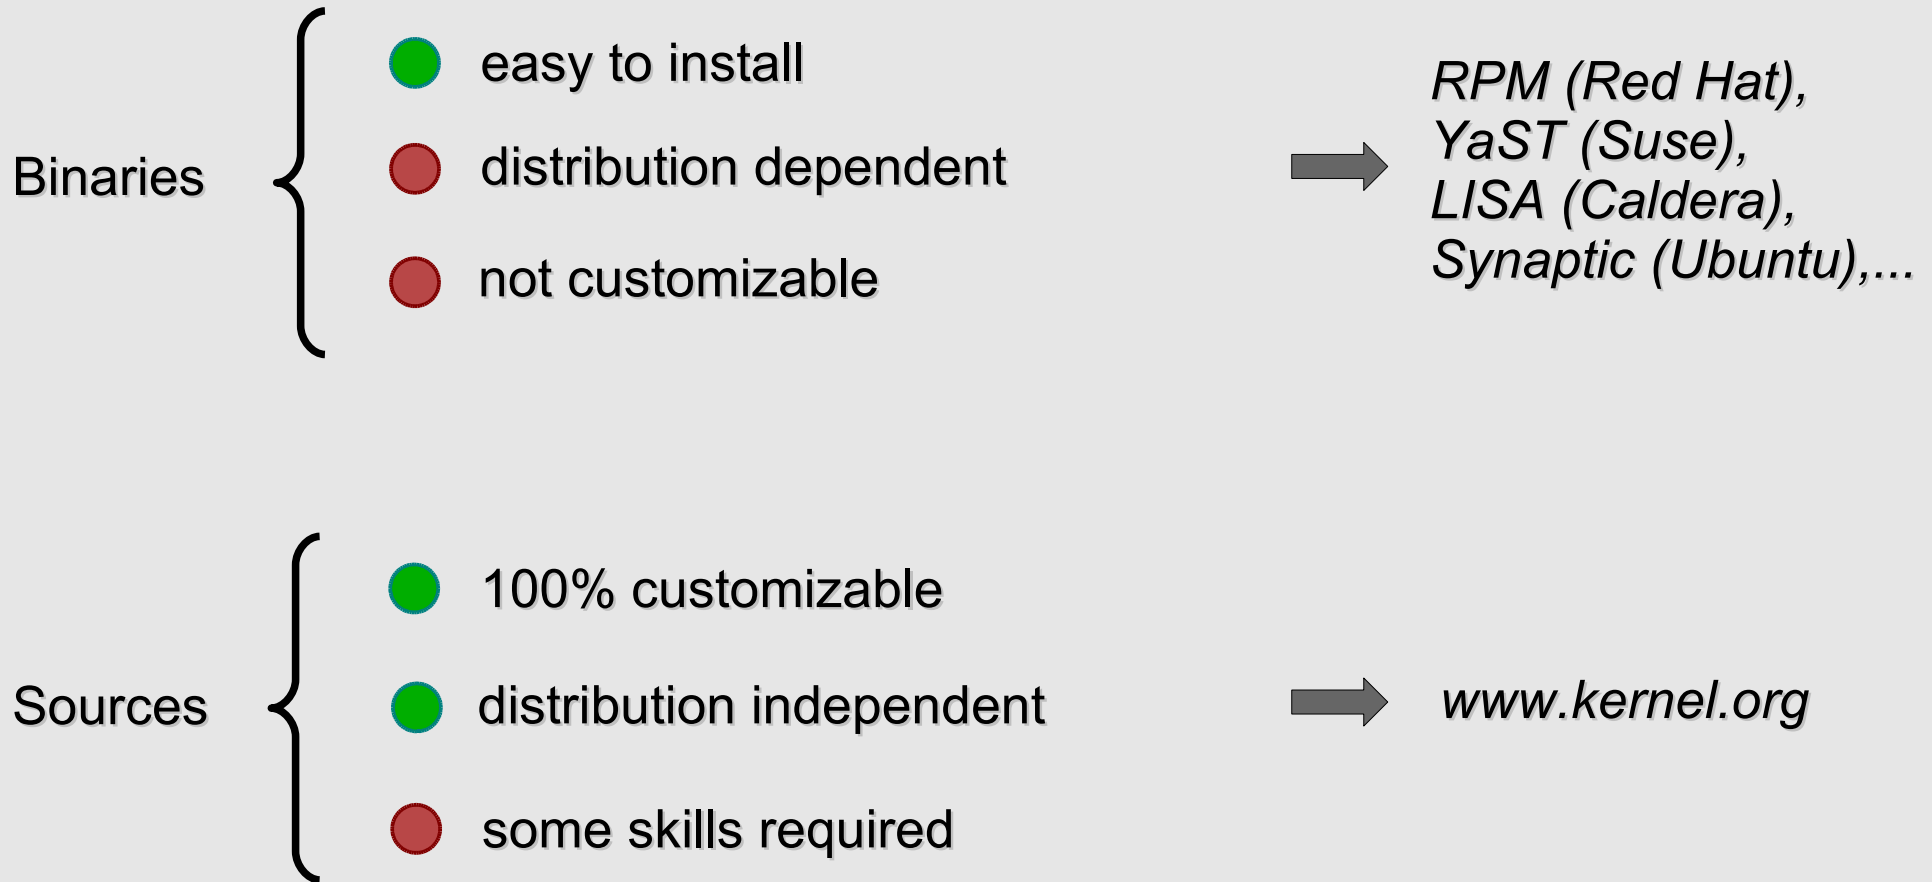 Binaries
easy to install
distribution dependent
not customizable
RPM (Red Hat),
YaST (Suse),
LISA (Caldera),
Synaptic (Ubuntu),...
Sources
100% customizable
distribution independent
some skills required
www.kernel.org